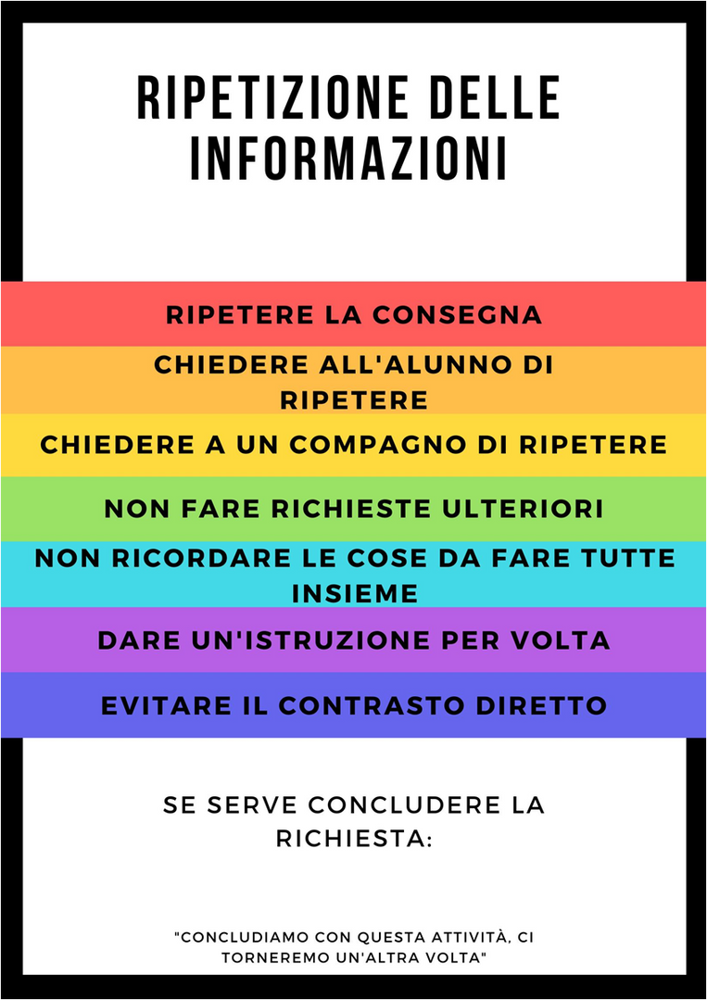 RIPETIZIONE DELLE
INFORMAZIONI
RIPETERE LA CONSEGNA
CHIEDERE ALL'ALUNNO DI
RIPETERE
CHIEDERE A UN COMPAGNO DI RIPETERE
NON FARE RICHIESTE ULTERIORI
NON RICORDARE LE COSE DA FARE TUTTE
INSIEME
DARE UN'ISTRUZIONE PER VOLTA
EVITARE IL CONTRASTO DIRETTO
SE SERVE CONCLUDERE LA
RICHIESTA:
"CONCLUDIAMO CON QUESTA ATTIVITÀ, CI
TORNEREMO UN'ALTRA VOLTA"